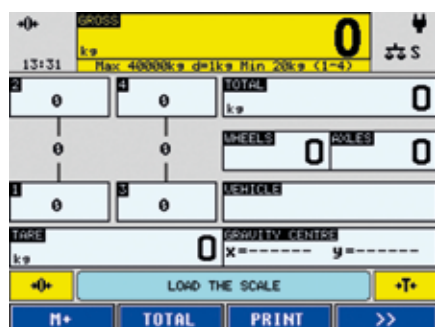 →0← GROSS 0
kg S
13:31 Max 40000kg d=1kg Min 20kg (1-4)
2 0 4 0 TOTAL kg 0
0 0 WHEELS 0 AXLES 0
1 0 3 0 VEHICLE
TARE kg 0 GRAVITY CENTRE
x=------ y=------
→0← LOAD THE SCALE →T←
M+ TOTAL PRINT >>